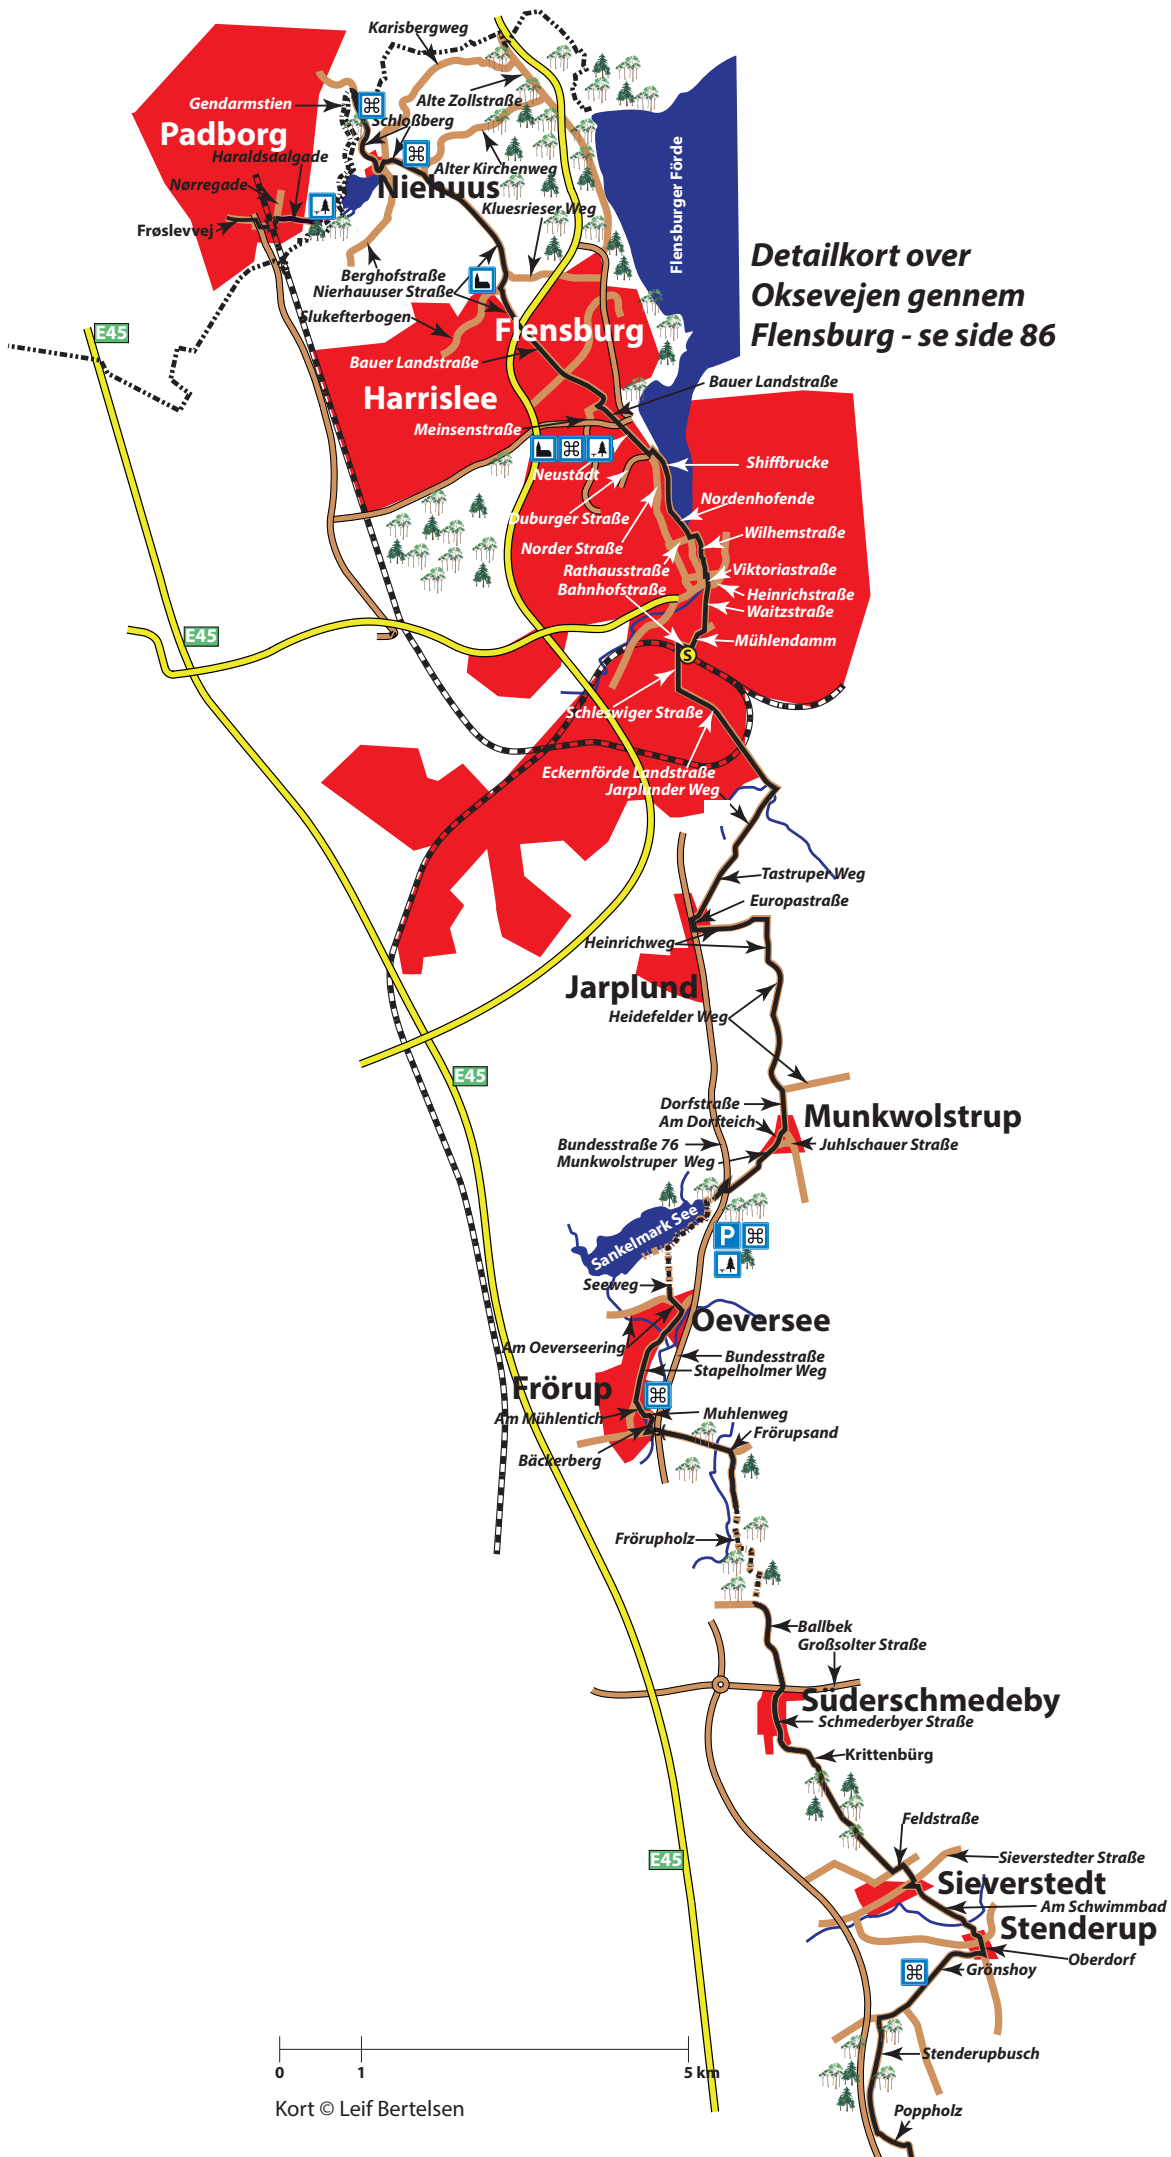 Karisbergweg
Gendarmstien
Alte Zollstraße
Schloßberg
Padborg
Haraldsdalgade
Alter Kirchenweg
Nørregade
Niehuus
Kluesrieser Weg
Frøslevvej
Flensburger Förde
Detailkort over
Oksevejen gennem
Flensburg - se side 86
Berghofstraße
Nierhauuser Straße
Slukefterbogen
E45
Flensburg
Bauer Landstraße
Bauer Landstraße
Harrislee
Meinsenstraße
Shiffbrucke
Neustadt
Nordenhofende
Duburger Straße
Wilhemstraße
Norder Straße
Rathausstraße
Viktoriastraße
Bahnhofstraße
Heinrichstraße
Waitzstraße
E45
Mühlendamm
S
Schleswiger Straße
Eckernförde Landstraße
Jarplunder Weg
Tastruper Weg
Europastraße
Heinrichweg
Jarplund
Heidefelder Weg
E45
Dorfstraße
Munkwolstrup
Am Dorfteich
Bundesstraße 76
Juhlschauer Straße
Munkwolstruper Weg
Sankelmark See
P
Seeweg
Oeversee
Am Oeverseering
Bundesstraße
Stapelholmer Weg
Frörup
Am Mühlentich
Muhlenweg
Frörupsand
Bäckerberg
Frörupholz
Ballbek
Großsolter Straße
Süderschmedeby
Schmederbyer Straße
Krittenbürg
Feldstraße
E45
Sieverstedter Straße
Sieverstedt
Am Schwimmbad
Stenderup
Oberdorf
Grönshoy
Stenderupbusch
0 1 5 km
Kort © Leif Bertelsen
Poppholz